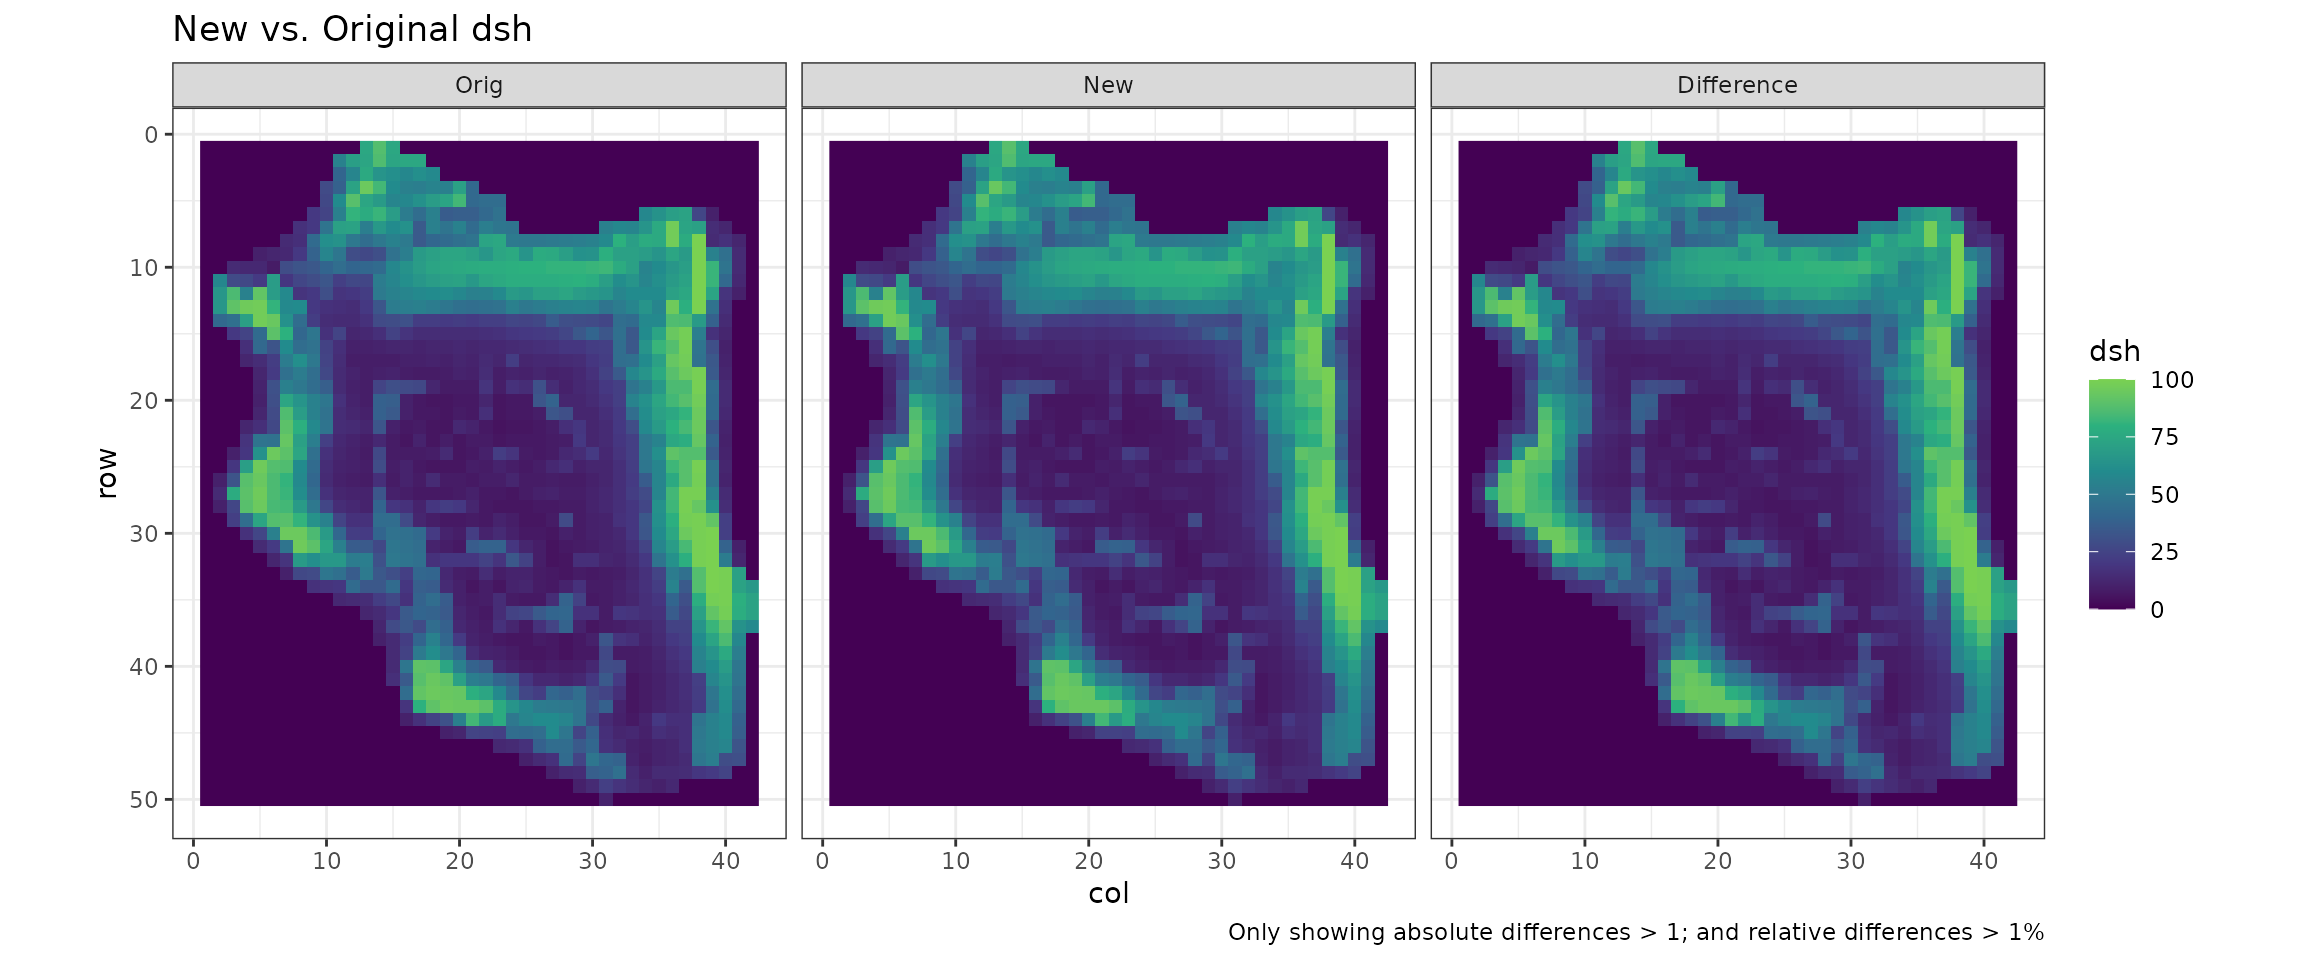 New vs. Original dsh
Orig New Difference
0
10
20
30
40
50
row
0 10 20 30 40 0 10 20 30 40 0 10 20 30 40
col
dsh
100
75
50
25
0
Only showing absolute differences > 1; and relative differences > 1%